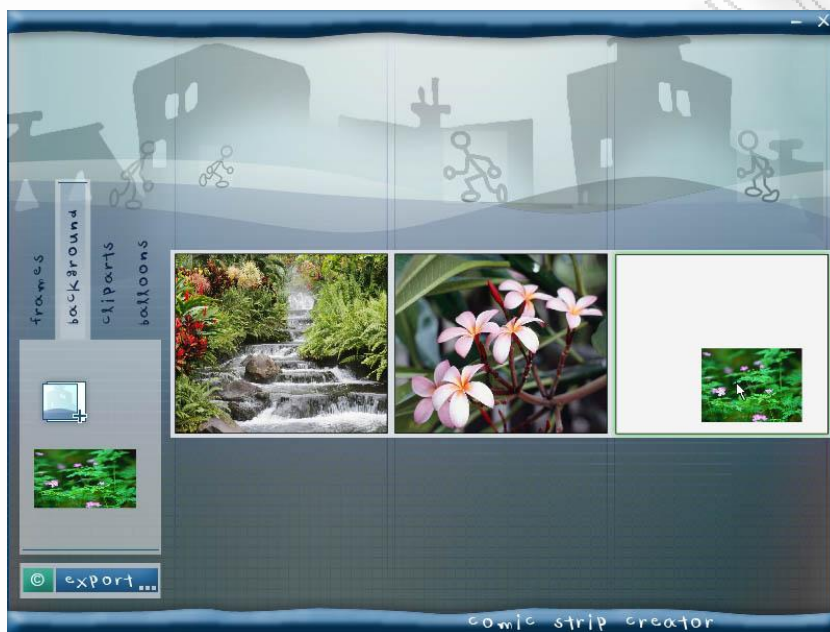 frames
background
cliparts
balloons
© export...
comic strip creator